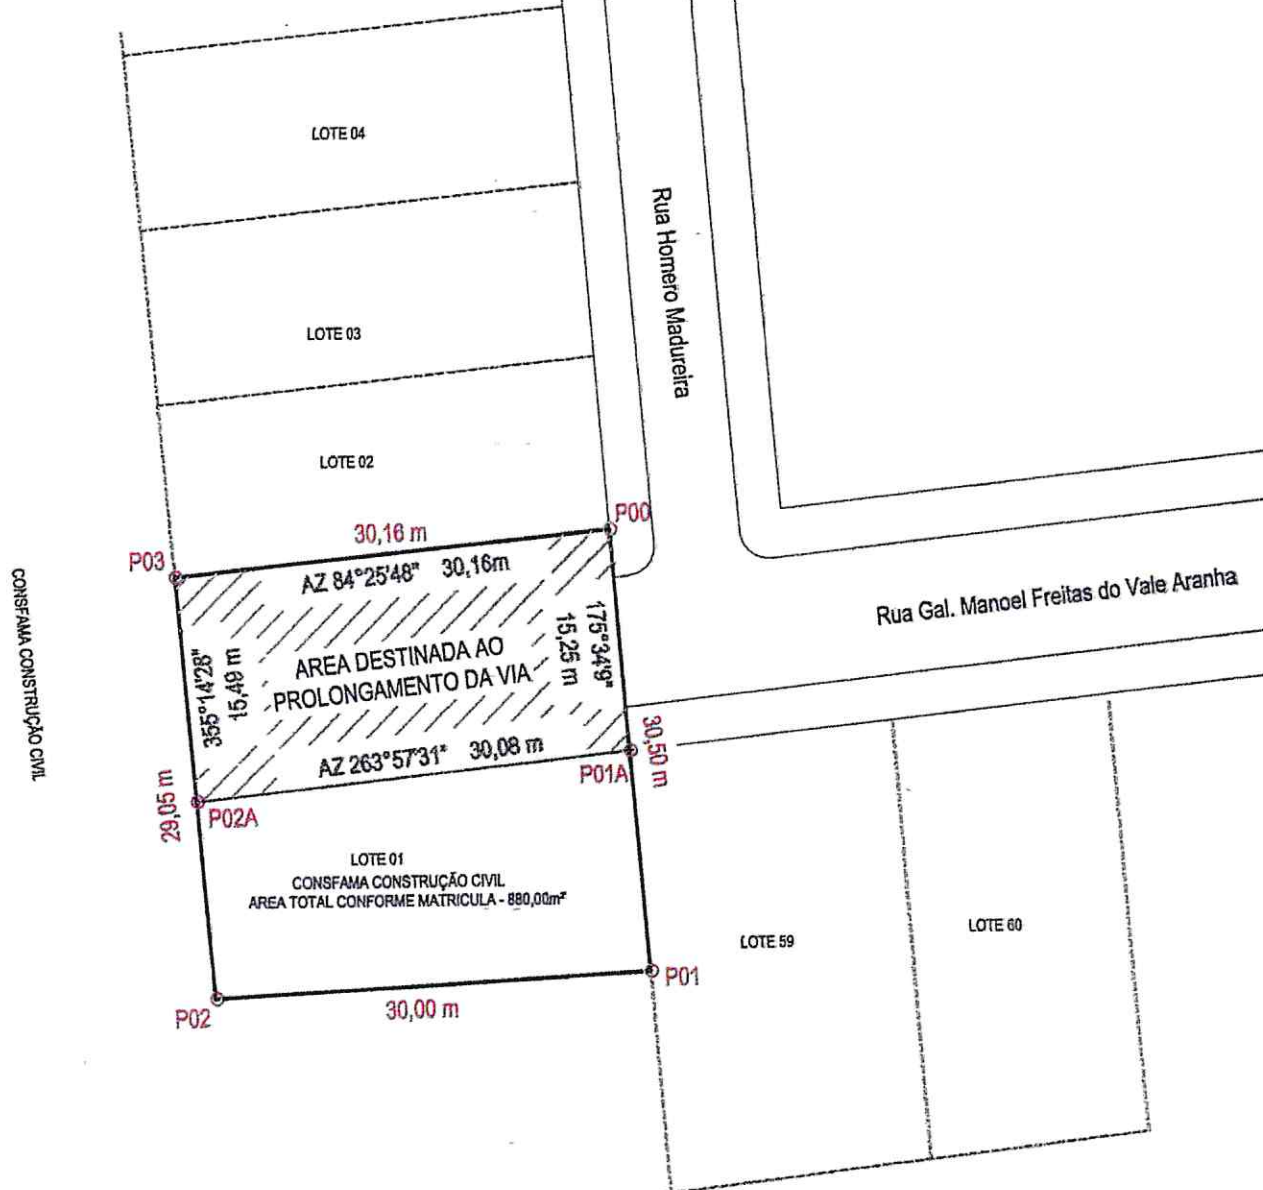 LOTE 04
Rua Homero Madureira
LOTE 03
LOTE 02
P00
30,16 m
P03
AZ 84°25'48" 30,16m
CONSFAMA CONSTRUÇÃO CIVIL
Rua Gal. Manoel Freitas do Vale Aranha
175°34'9"
15,25 m
AREA DESTINADA AO
PROLONGAMENTO DA VIA
355°14'28"
15,49 m
30,50 m
AZ 263°57'31" 30,08 m
P01A
29,05 m
P02A
LOTE 01
CONSFAMA CONSTRUÇÃO CIVIL
AREA TOTAL CONFORME MATRICULA - 880,00m²
LOTE 59
LOTE 60
P01
30,00 m
P02